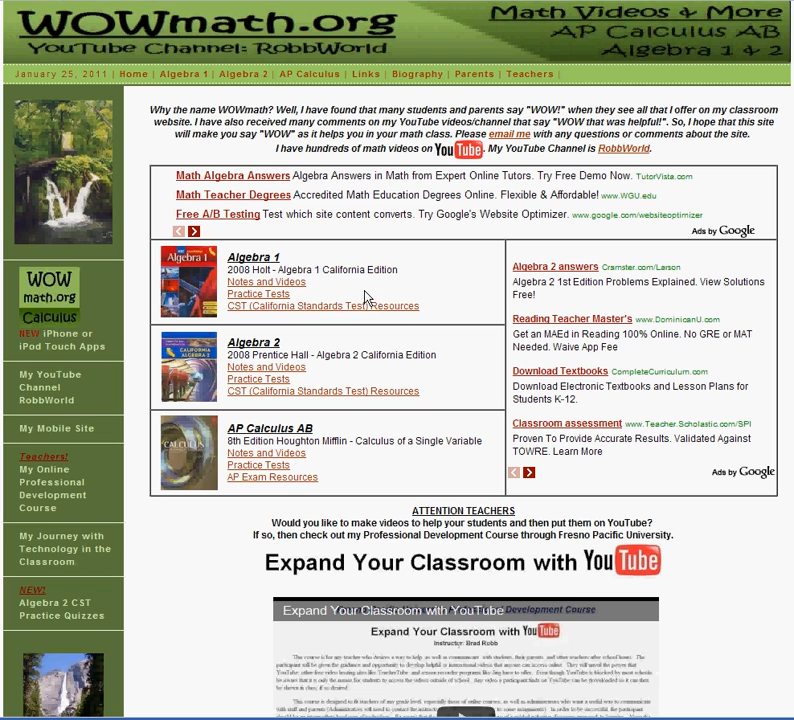 WOWmath.org
YouTube Channel: RobbWorld
Math Videos & More
AP Calculus AB
Algebra 1 & 2
January 25, 2011 | Home | Algebra 1 | Algebra 2 | AP Calculus | Links | Biography | Parents | Teachers |
WOW
math.org
Calculus
NEW iPhone or
iPod Touch Apps
My YouTube
Channel
RobbWorld
My Mobile Site
Teachers!
My Online
Professional
Development
Course
My Journey with
Technology in the
Classroom
NEW!
Algebra 2 CST
Practice Quizzes
Why the name WOWmath? Well, I have found that many students and parents say "WOW!" when they see all that I offer on my classroom
website. I have also received many comments on my YouTube videos/channel that say "WOW that was helpful!". So, I hope that this site
will make you say "WOW" as it helps you in your math class. Please email me with any questions or comments about the site.
I have hundreds of math videos on YouTube. My YouTube Channel is RobbWorld.
Math Algebra Answers Algebra Answers in Math from Expert Online Tutors. Try Free Demo Now. TutorVista.com
Math Teacher Degrees Accredited Math Education Degrees Online. Flexible & Affordable! www.WGU.edu
Free A/B Testing Test which site content converts. Try Google's Website Optimizer. www.google.com/websiteoptimizer
Ads by Google
Algebra 1
Algebra 1
2008 Holt - Algebra 1 California Edition
Notes and Videos
Practice Tests
CST (California Standards Test) Resources
CALIFORNIA
ALGEBRA 2
Algebra 2
2008 Prentice Hall - Algebra 2 California Edition
Notes and Videos
Practice Tests
CST (California Standards Test) Resources
CALCULUS
AP Calculus AB
8th Edition Houghton Mifflin - Calculus of a Single Variable
Notes and Videos
Practice Tests
AP Exam Resources
Algebra 2 answers Cramster.com/Larson
Algebra 2 1st Edition Problems Explained. View Solutions
Free!
Reading Teacher Master's www.DominicanU.com
Get an MAEd in Reading 100% Online. No GRE or MAT
Needed. Waive App Fee
Download Textbooks CompleteCurriculum.com
Download Electronic Textbooks and Lesson Plans for
Students K-12.
Classroom assessment www.Teacher.Scholastic.com/SPI
Proven To Provide Accurate Results. Validated Against
TOWRE. Learn More
Ads by Google
ATTENTION TEACHERS
Would you like to make videos to help your students and then put them on YouTube?
If so, then check out my Professional Development Course through Fresno Pacific University.
Expand Your Classroom with YouTube
Expand Your Classroom with YouTube
Development Course
Expand Your Classroom with YouTube
Instructor: Brad Robb